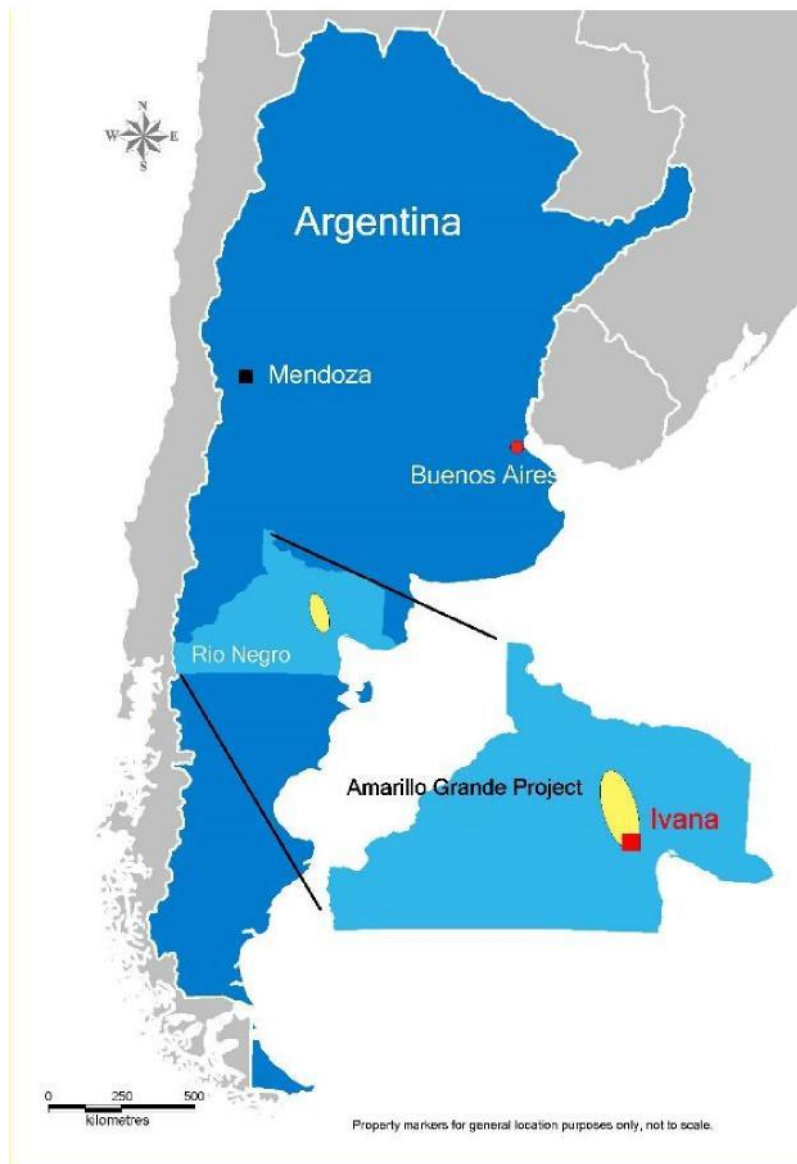 N
W E
S
Argentina
Mendoza
Buenos Aires
Rio Negro
Amarillo Grande Project
Ivana
0 250 500
kilometres
Property markers for general location purposes only, not to scale.